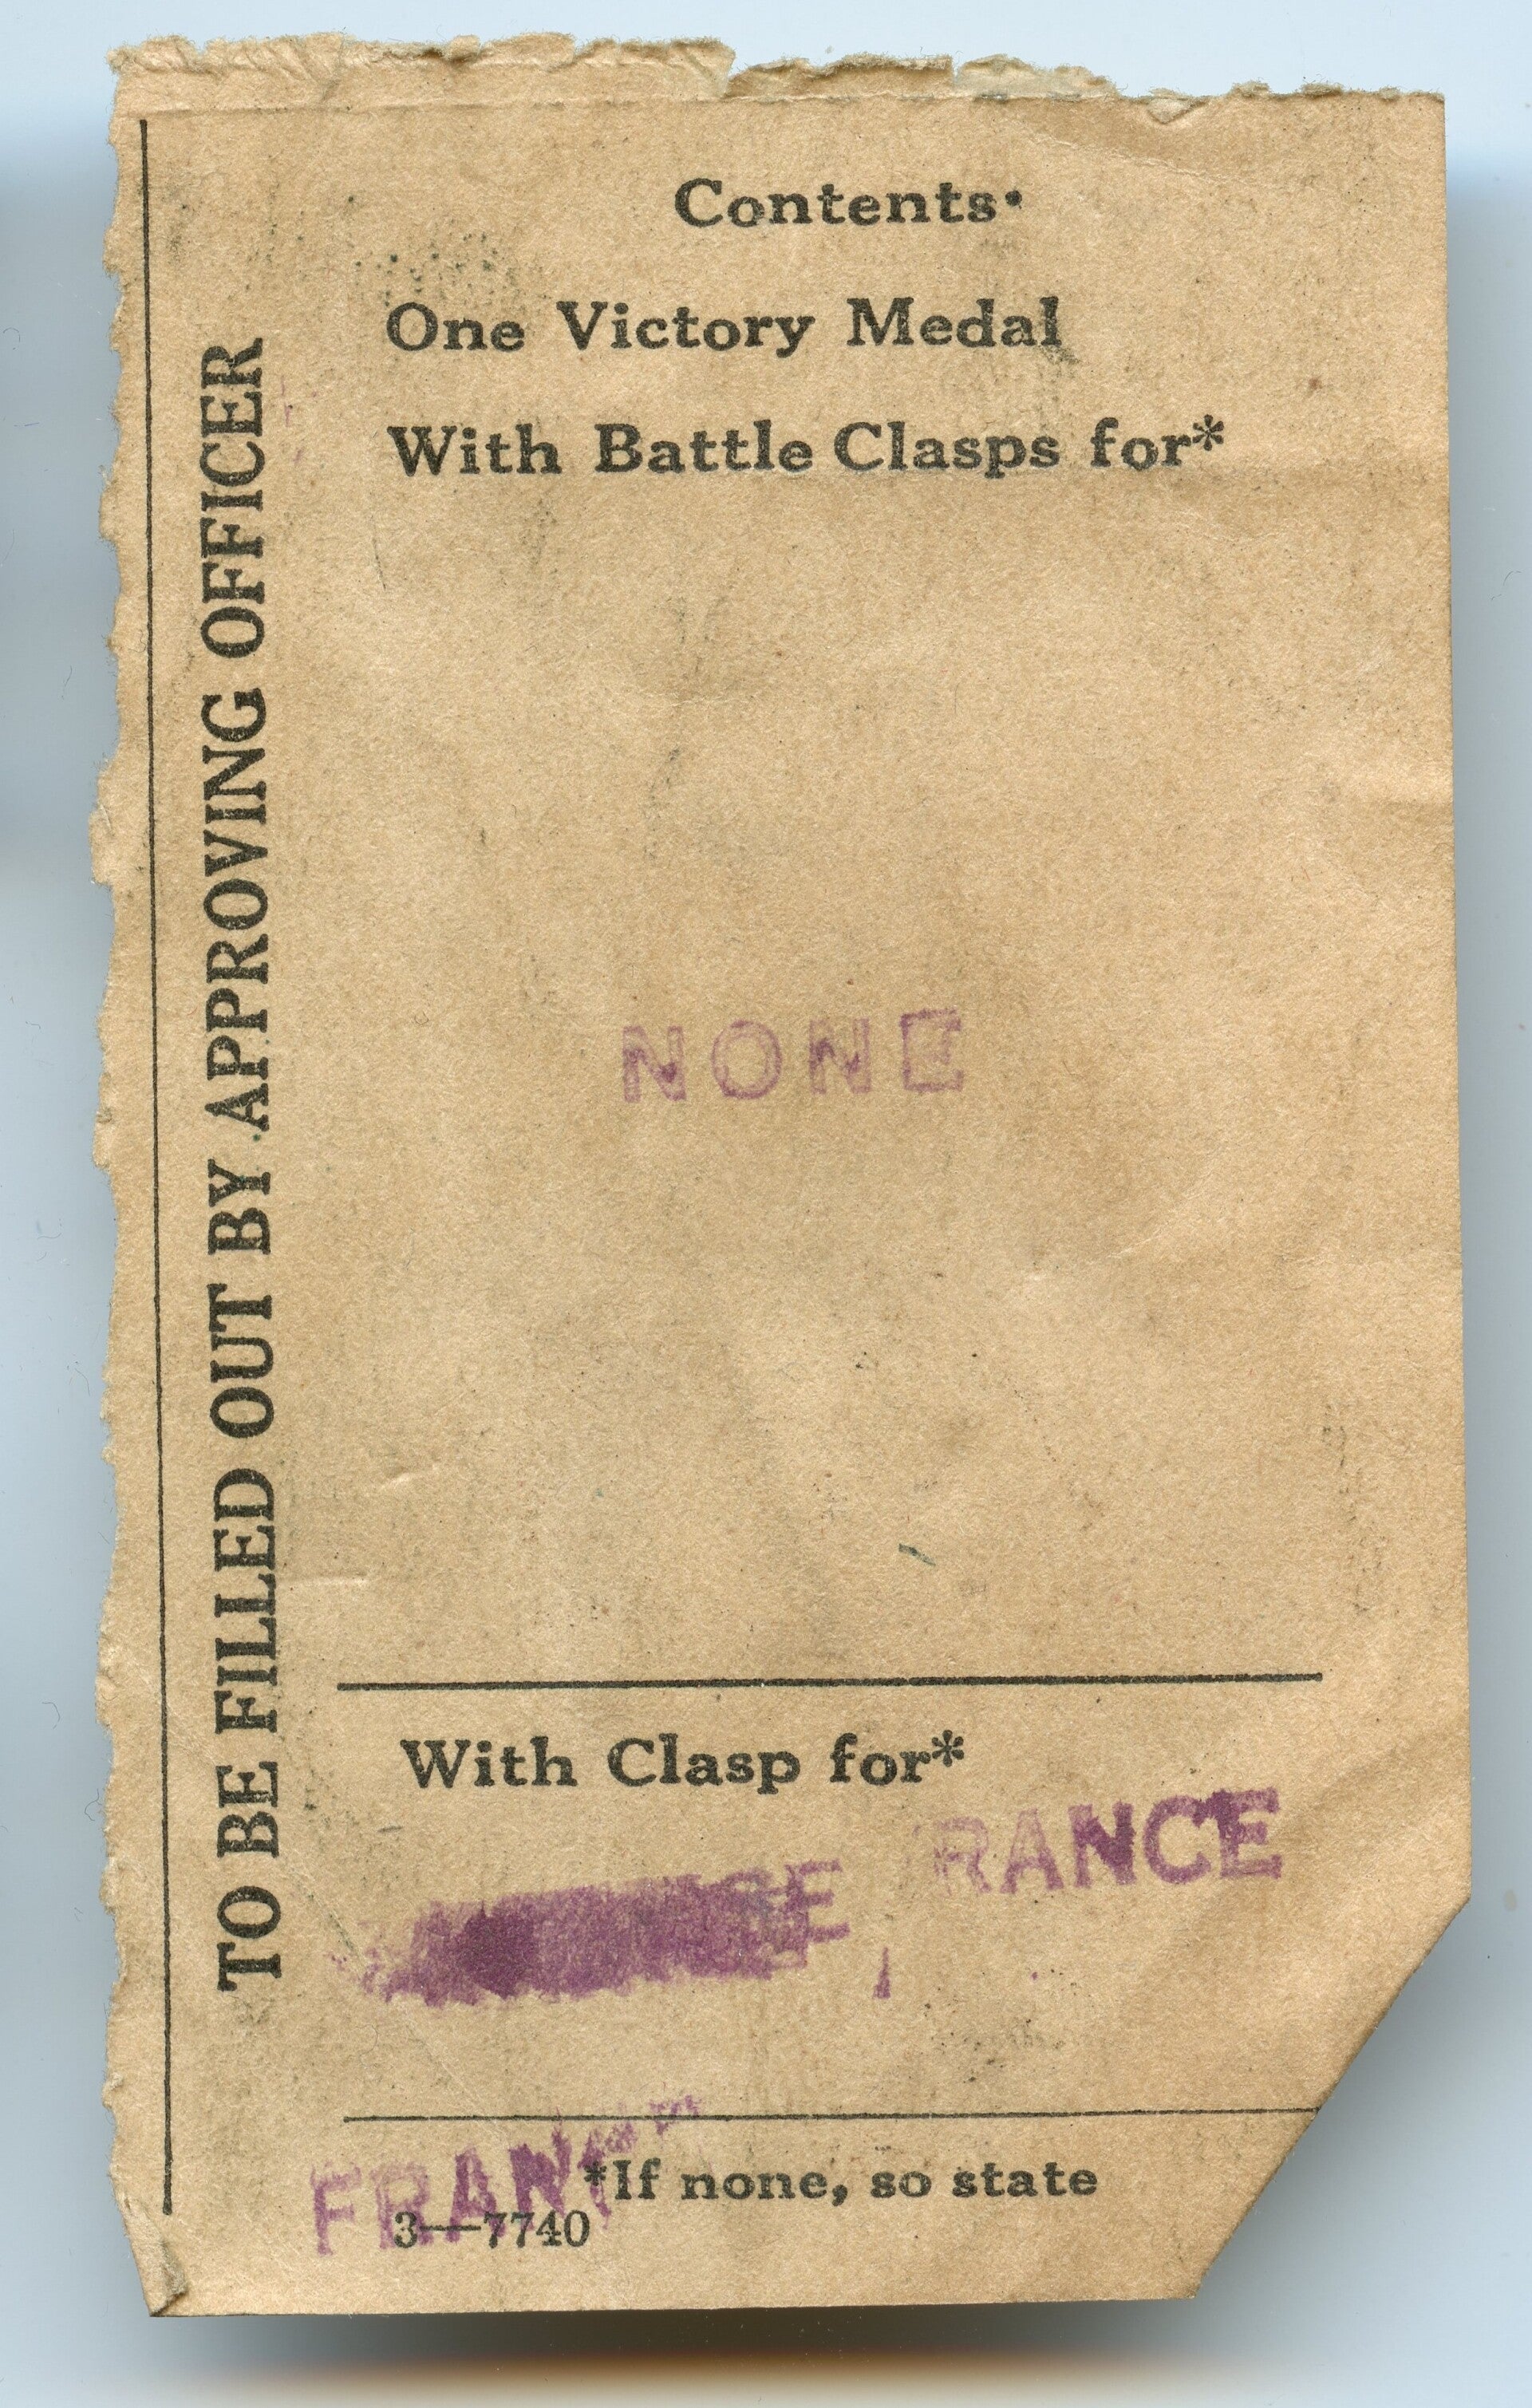 TO BE FILLED OUT BY APPROVING OFFICER
Contents·
One Victory Medal
With Battle Clasps for*
NONE
With Clasp for*
RANCE
FRAN
*If none, so state
3—7740